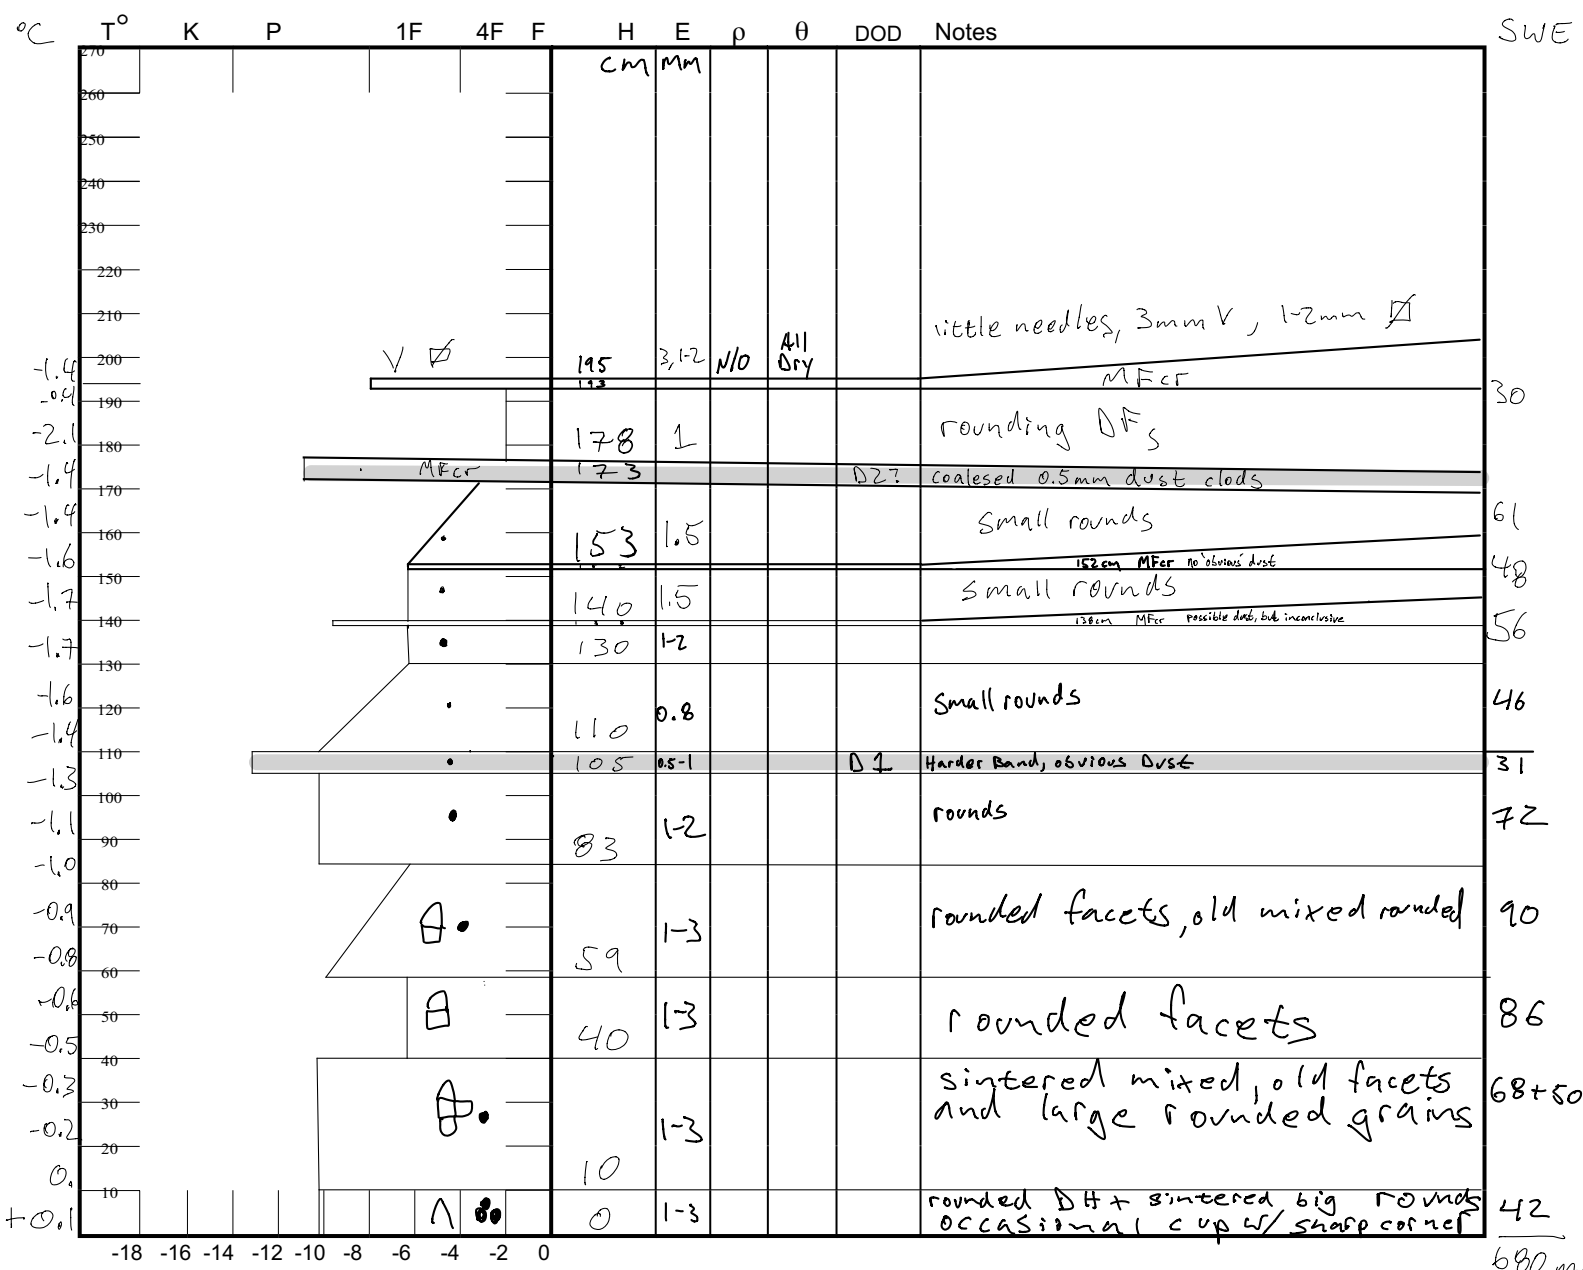 °C T° K P 1F 4F F H E ρ θ DOD Notes SWE
270 cm mm
260
250
240
230
220
210 little needles, 3mm V, 1-2mm
-1.4 200 V 195 3,1-2 N/O All Dry
193 MFcr
-0.9 190 30
-2.1 180 178 1 rounding DFs
-1.4 MFcr 173 D2? coalesed 0.5mm dust clods
170
-1.4 160 153 1.5 small rounds 61
-1.6 152cm MFcr no 'obvious' dust 48
150
-1.7 140 1.5 small rounds
140 138cm MFcr possible dust, but inconclusive 56
-1.7 130 130 1-2
-1.6 120 0.8 small rounds 46
-1.4 110 110
-1.3 105 0.5-1 D1 Harder Band, obvious Dust 31
100
-1.1 90 83 1-2 rounds 72
-1.0 80
-0.9 70 1-3 rounded facets, old mixed rounded 90
-0.8 60 59
-0.6 50 1-3 rounded facets 86
-0.5 40 40
-0.3 30 sintered mixed, old facets 68+50
-0.2 20 1-3 and large rounded grains
0. 10 10
+0.1 0 1-3 rounded DH + sintered big rounds 42
occasional cup w/ sharp corner
-18 -16 -14 -12 -10 -8 -6 -4 -2 0 680